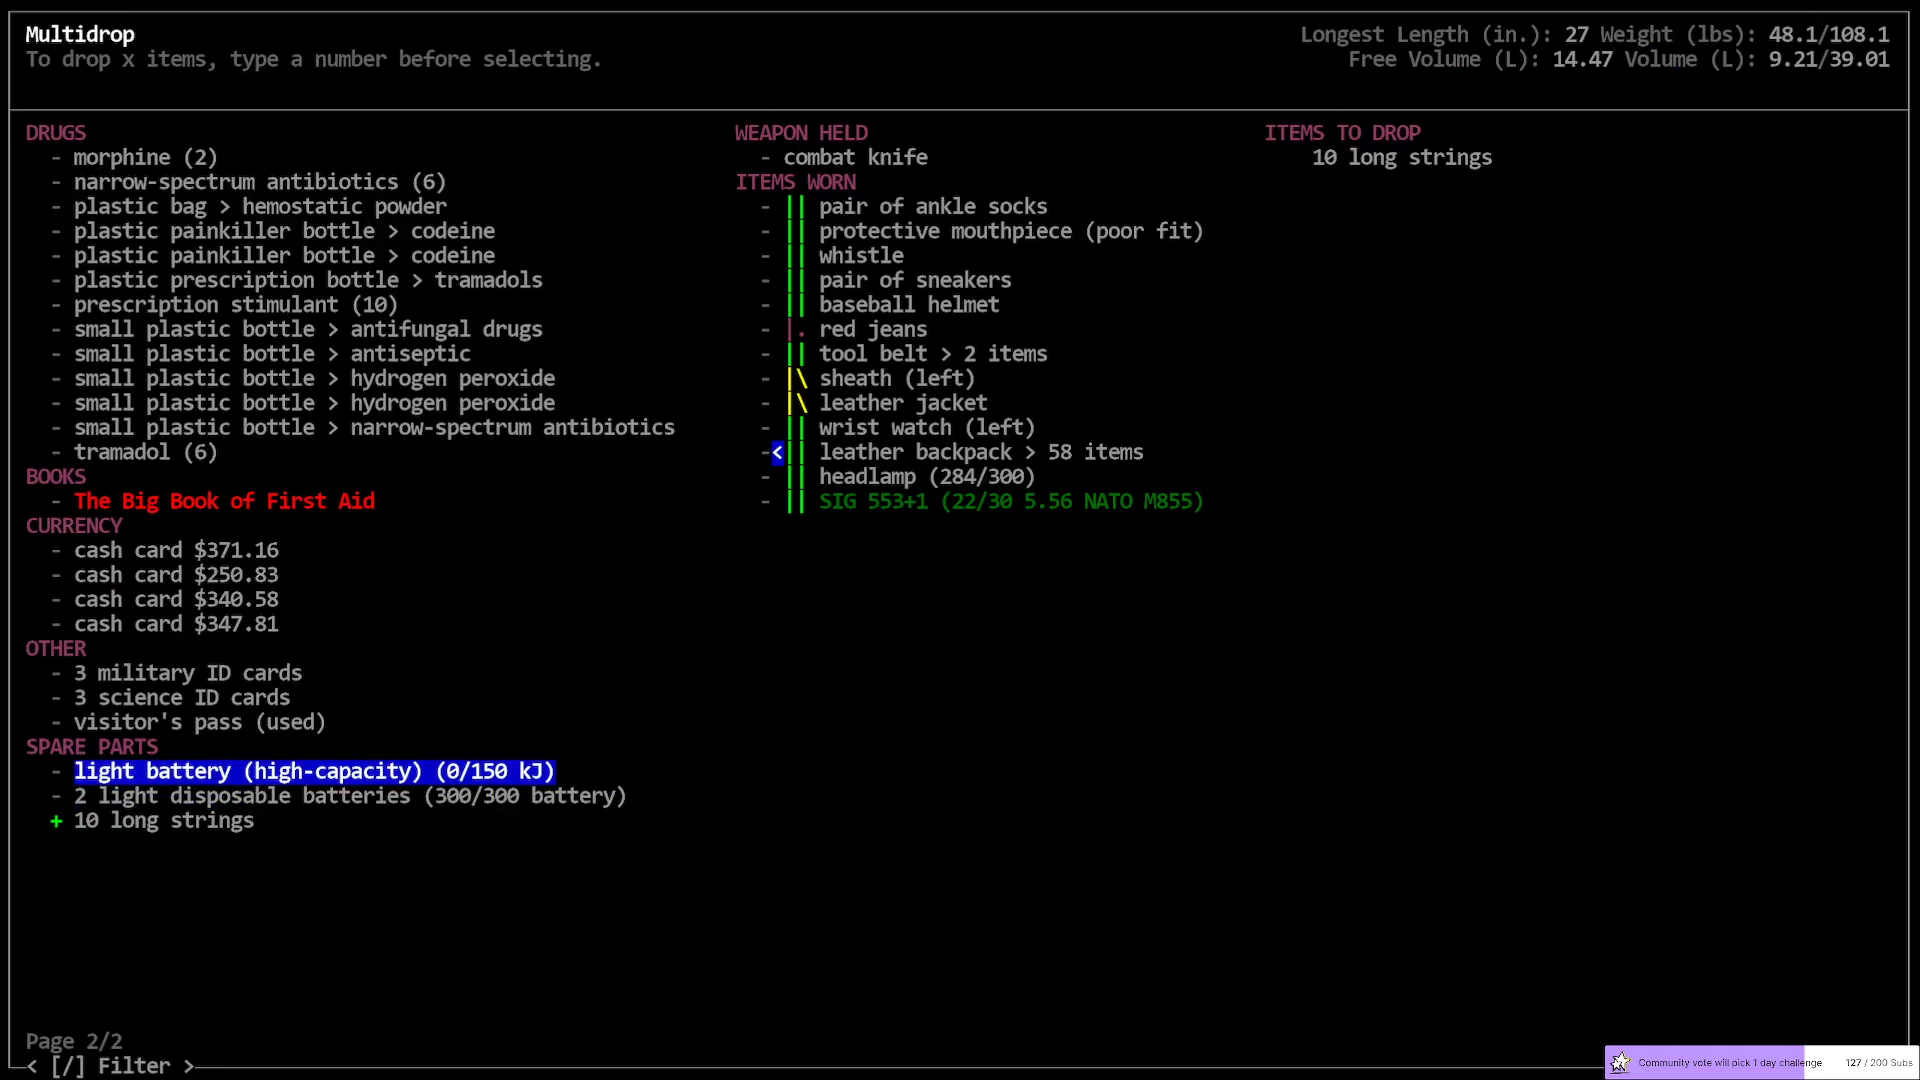 Multidrop
To drop x items, type a number before selecting.
Longest Length (in.): 27 Weight (lbs): 48.1/108.1
Free Volume (L): 14.47 Volume (L): 9.21/39.01
DRUGS
- morphine (2)
- narrow-spectrum antibiotics (6)
- plastic bag > hemostatic powder
- plastic painkiller bottle > codeine
- plastic painkiller bottle > codeine
- plastic prescription bottle > tramadols
- prescription stimulant (10)
- small plastic bottle > antifungal drugs
- small plastic bottle > antiseptic
- small plastic bottle > hydrogen peroxide
- small plastic bottle > hydrogen peroxide
- small plastic bottle > narrow-spectrum antibiotics
- tramadol (6)
BOOKS
- The Big Book of First Aid
CURRENCY
- cash card $371.16
- cash card $250.83
- cash card $340.58
- cash card $347.81
OTHER
- 3 military ID cards
- 3 science ID cards
- visitor's pass (used)
SPARE PARTS
- light battery (high-capacity) (0/150 kJ)
- 2 light disposable batteries (300/300 battery)
+ 10 long strings
WEAPON HELD
- combat knife
ITEMS WORN
- || pair of ankle socks
- || protective mouthpiece (poor fit)
- || whistle
- || pair of sneakers
- || baseball helmet
- |. red jeans
- || tool belt > 2 items
- |\ sheath (left)
- |\ leather jacket
- || wrist watch (left)
-<|| leather backpack > 58 items
- || headlamp (284/300)
- || SIG 553+1 (22/30 5.56 NATO M855)
ITEMS TO DROP
10 long strings
Page 2/2
< [/] Filter >
Community vote will pick 1 day challenge 127 / 200 Subs